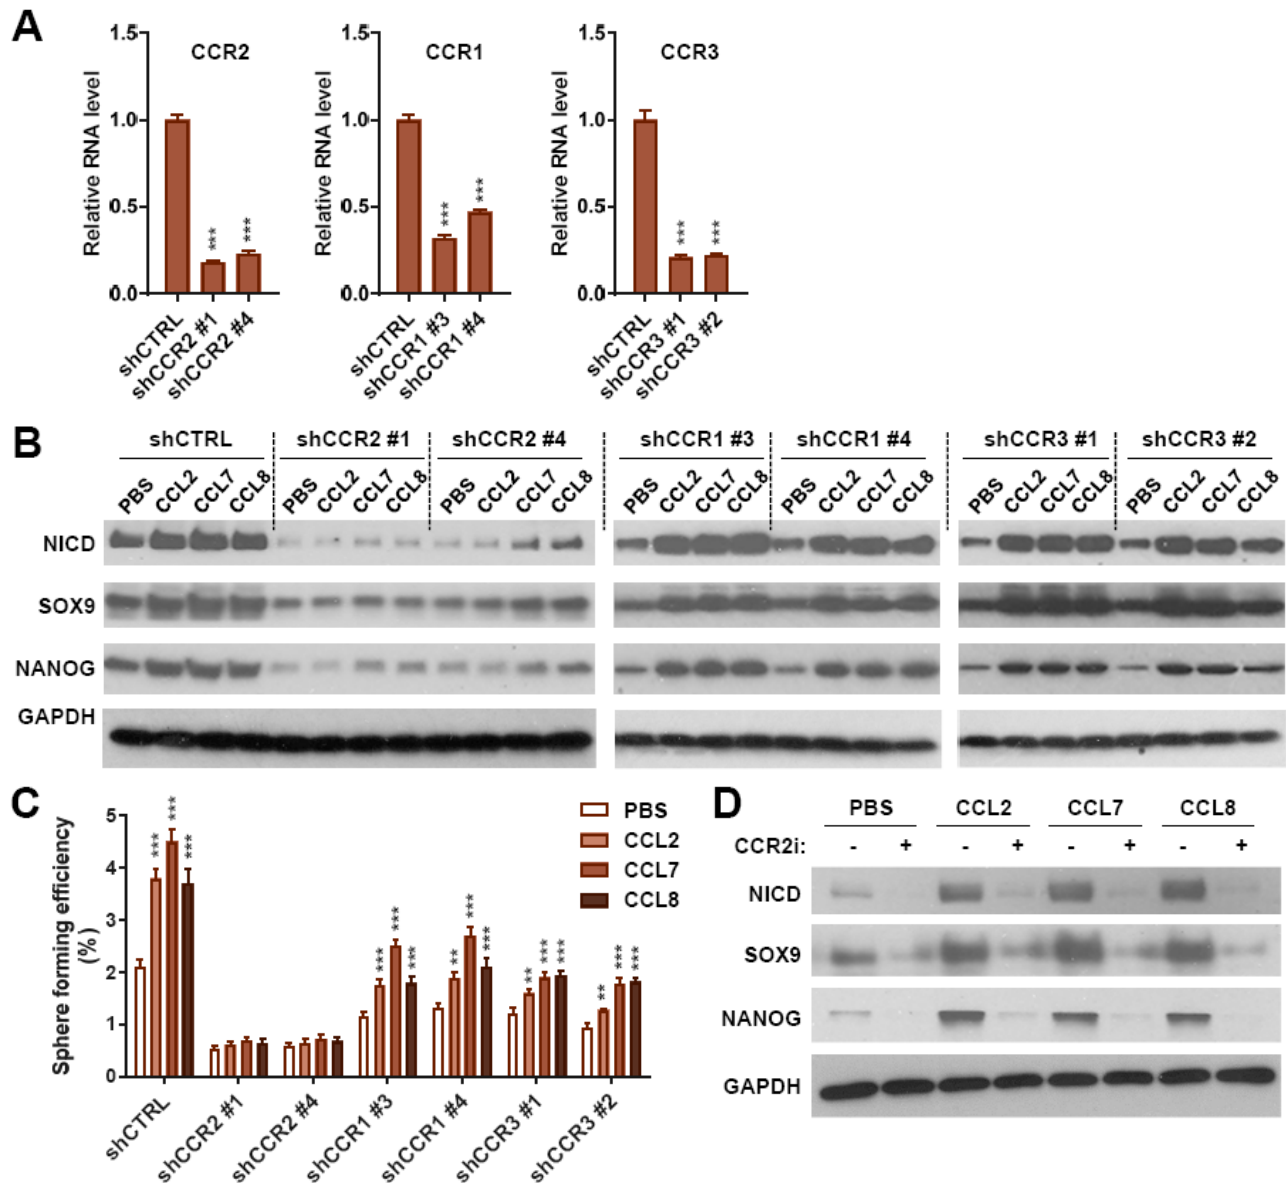 A
CCR2
CCR1
CCR3
Relative RNA level
1.5
1.0
0.5
0.0
Relative RNA level
1.5
1.0
0.5
0.0
Relative RNA level
1.5
1.0
0.5
0.0
*** ***
*** ***
*** ***
shCTRL
shCCR2 #1
shCCR2 #4
shCTRL
shCCR1 #3
shCCR1 #4
shCTRL
shCCR3 #1
shCCR3 #2
B
shCTRL shCCR2 #1 shCCR2 #4 shCCR1 #3 shCCR1 #4 shCCR3 #1 shCCR3 #2
PBS CCL2 CCL7 CCL8 PBS CCL2 CCL7 CCL8 PBS CCL2 CCL7 CCL8 PBS CCL2 CCL7 CCL8 PBS CCL2 CCL7 CCL8 PBS CCL2 CCL7 CCL8 PBS CCL2 CCL7 CCL8
NICD
SOX9
NANOG
GAPDH
C
Sphere forming efficiency
(%)
5
4
3
2
1
0
*** *** ***
*** *** ***
** *** ***
** *** ***
** *** ***
PBS
CCL2
CCL7
CCL8
shCTRL
shCCR2 #1
shCCR2 #4
shCCR1 #3
shCCR1 #4
shCCR3 #1
shCCR3 #2
D
PBS CCL2 CCL7 CCL8
CCR2i: - + - + - + - +
NICD
SOX9
NANOG
GAPDH